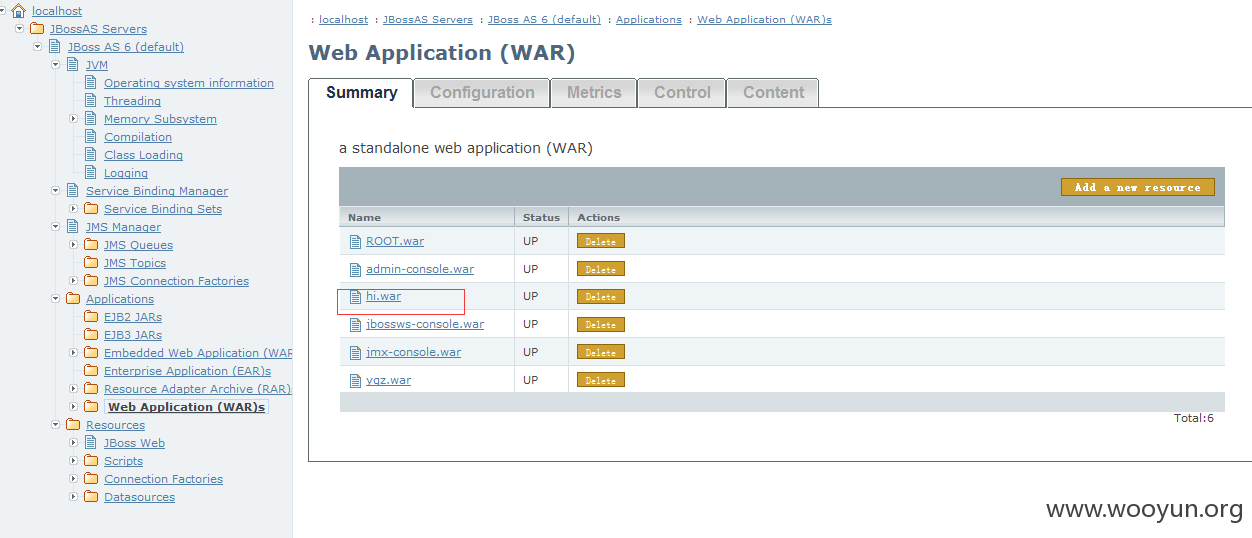 localhost
JBossAS Servers
JBoss AS 6 (default)
JVM
Operating system information
Threading
Memory Subsystem
Compilation
Class Loading
Logging
Service Binding Manager
Service Binding Sets
JMS Manager
JMS Queues
JMS Topics
JMS Connection Factories
Applications
EJB2 JARs
EJB3 JARs
Embedded Web Application (WAR
Enterprise Application (EAR)s
Resource Adapter Archive (RAR)s
Web Application (WAR)s
Resources
JBoss Web
Scripts
Connection Factories
Datasources
: localhost : JBossAS Servers : JBoss AS 6 (default) : Applications : Web Application (WAR)s
Web Application (WAR)
Summary Configuration Metrics Control Content
a standalone web application (WAR)
Add a new resource
Name Status Actions
ROOT.war UP Delete
admin-console.war UP Delete
hi.war UP Delete
jbossws-console.war UP Delete
jmx-console.war UP Delete
vgz.war UP Delete
Total:6
www.wooyun.org